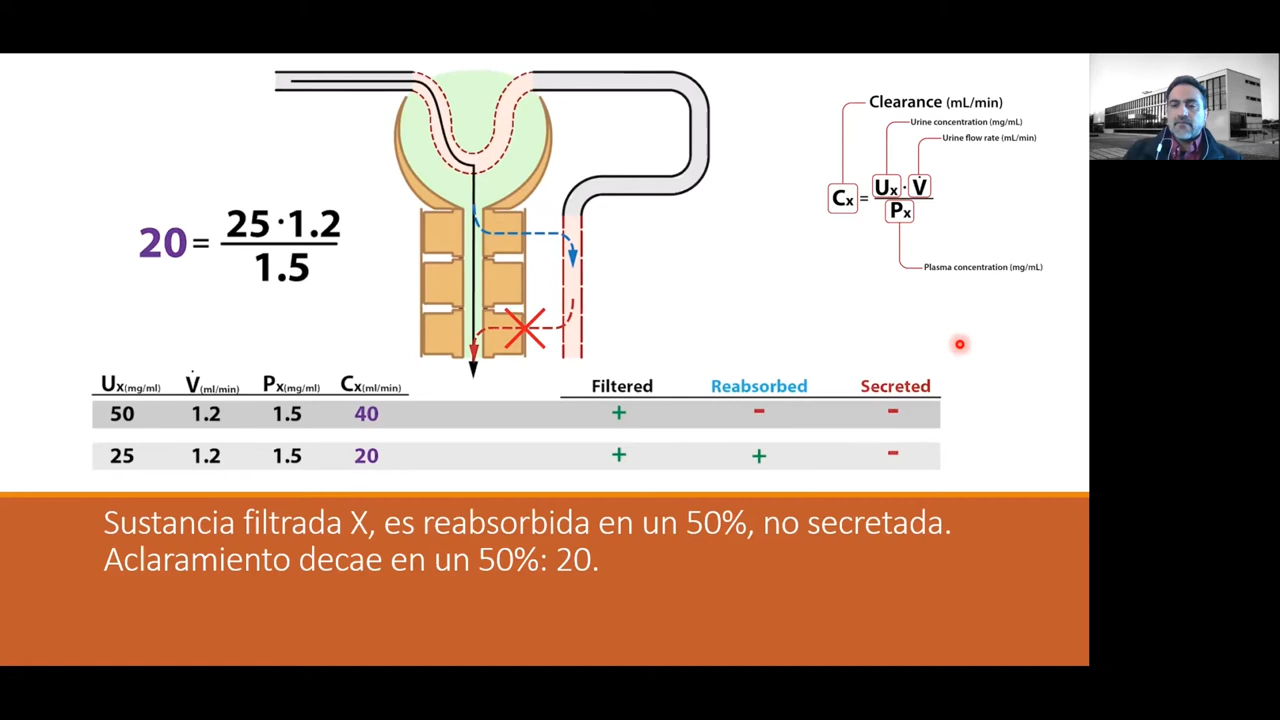 Clearance (mL/min)
Urine concentration (mg/mL)
Urine flow rate (mL/min)
Cx = Ux · V̇ / Px
Plasma concentration (mg/mL)
20 = 25 · 1.2 / 1.5
Ux(mg/ml) V̇(ml/min) Px(mg/ml) Cx(ml/min) Filtered Reabsorbed Secreted
50 1.2 1.5 40 + - -
25 1.2 1.5 20 + + -
Sustancia filtrada X, es reabsorbida en un 50%, no secretada.
Aclaramiento decae en un 50%: 20.